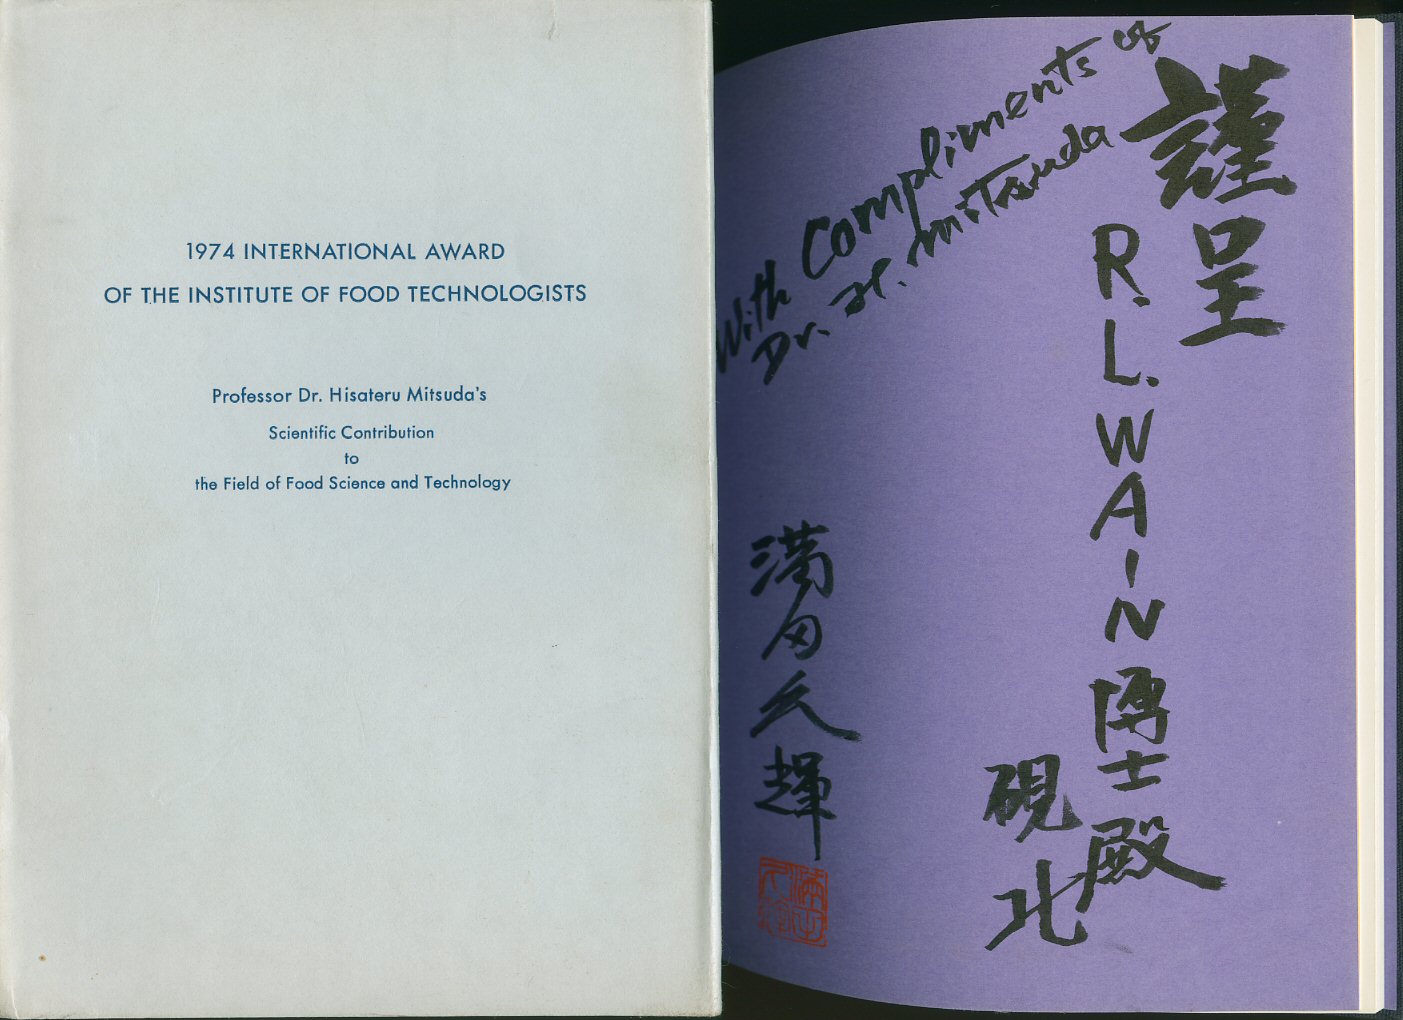 1974 INTERNATIONAL AWARD
OF THE INSTITUTE OF FOOD TECHNOLOGISTS
Professor Dr. Hisateru Mitsuda's
Scientific Contribution
to
the Field of Food Science and Technology
With Compliments of
Dr. H. Mitsuda
謹呈
R.L. WAIN 博士殿
硯北
満田久輝